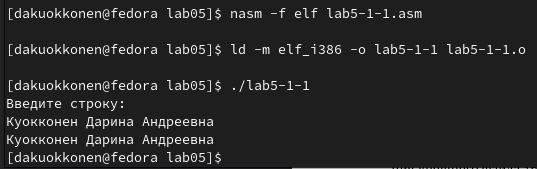 [dakuokkonen@fedora lab05]$ nasm -f elf lab5-1-1.asm
[dakuokkonen@fedora lab05]$ ld -m elf_i386 -o lab5-1-1 lab5-1-1.o
[dakuokkonen@fedora lab05]$ ./lab5-1-1
Введите строку:
Куокконен Дарина Андреевна
Куокконен Дарина Андреевна
[dakuokkonen@fedora lab05]$